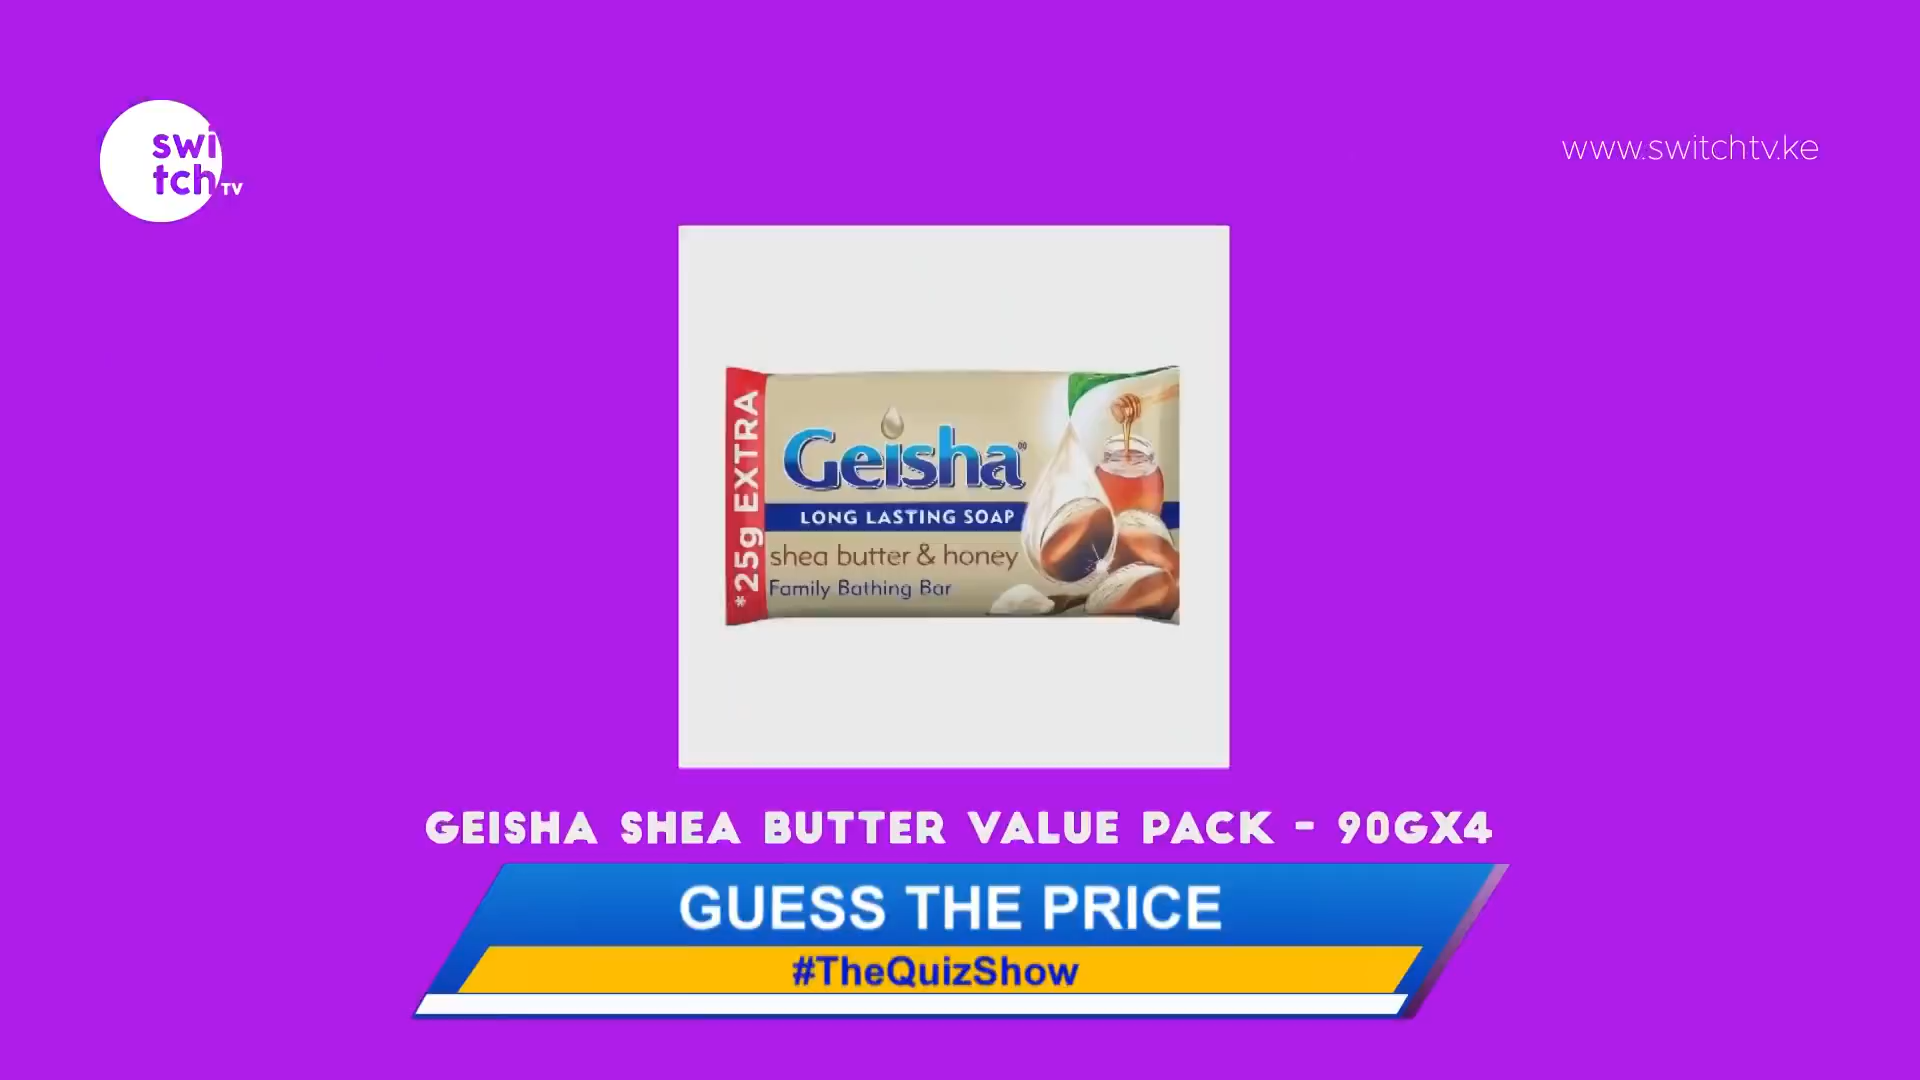 swi
tch TV
www.switchtv.ke
*25g EXTRA
Geisha®
LONG LASTING SOAP
shea butter & honey
Family Bathing Bar
GEISHA SHEA BUTTER VALUE PACK - 90GX4
GUESS THE PRICE
#TheQuizShow